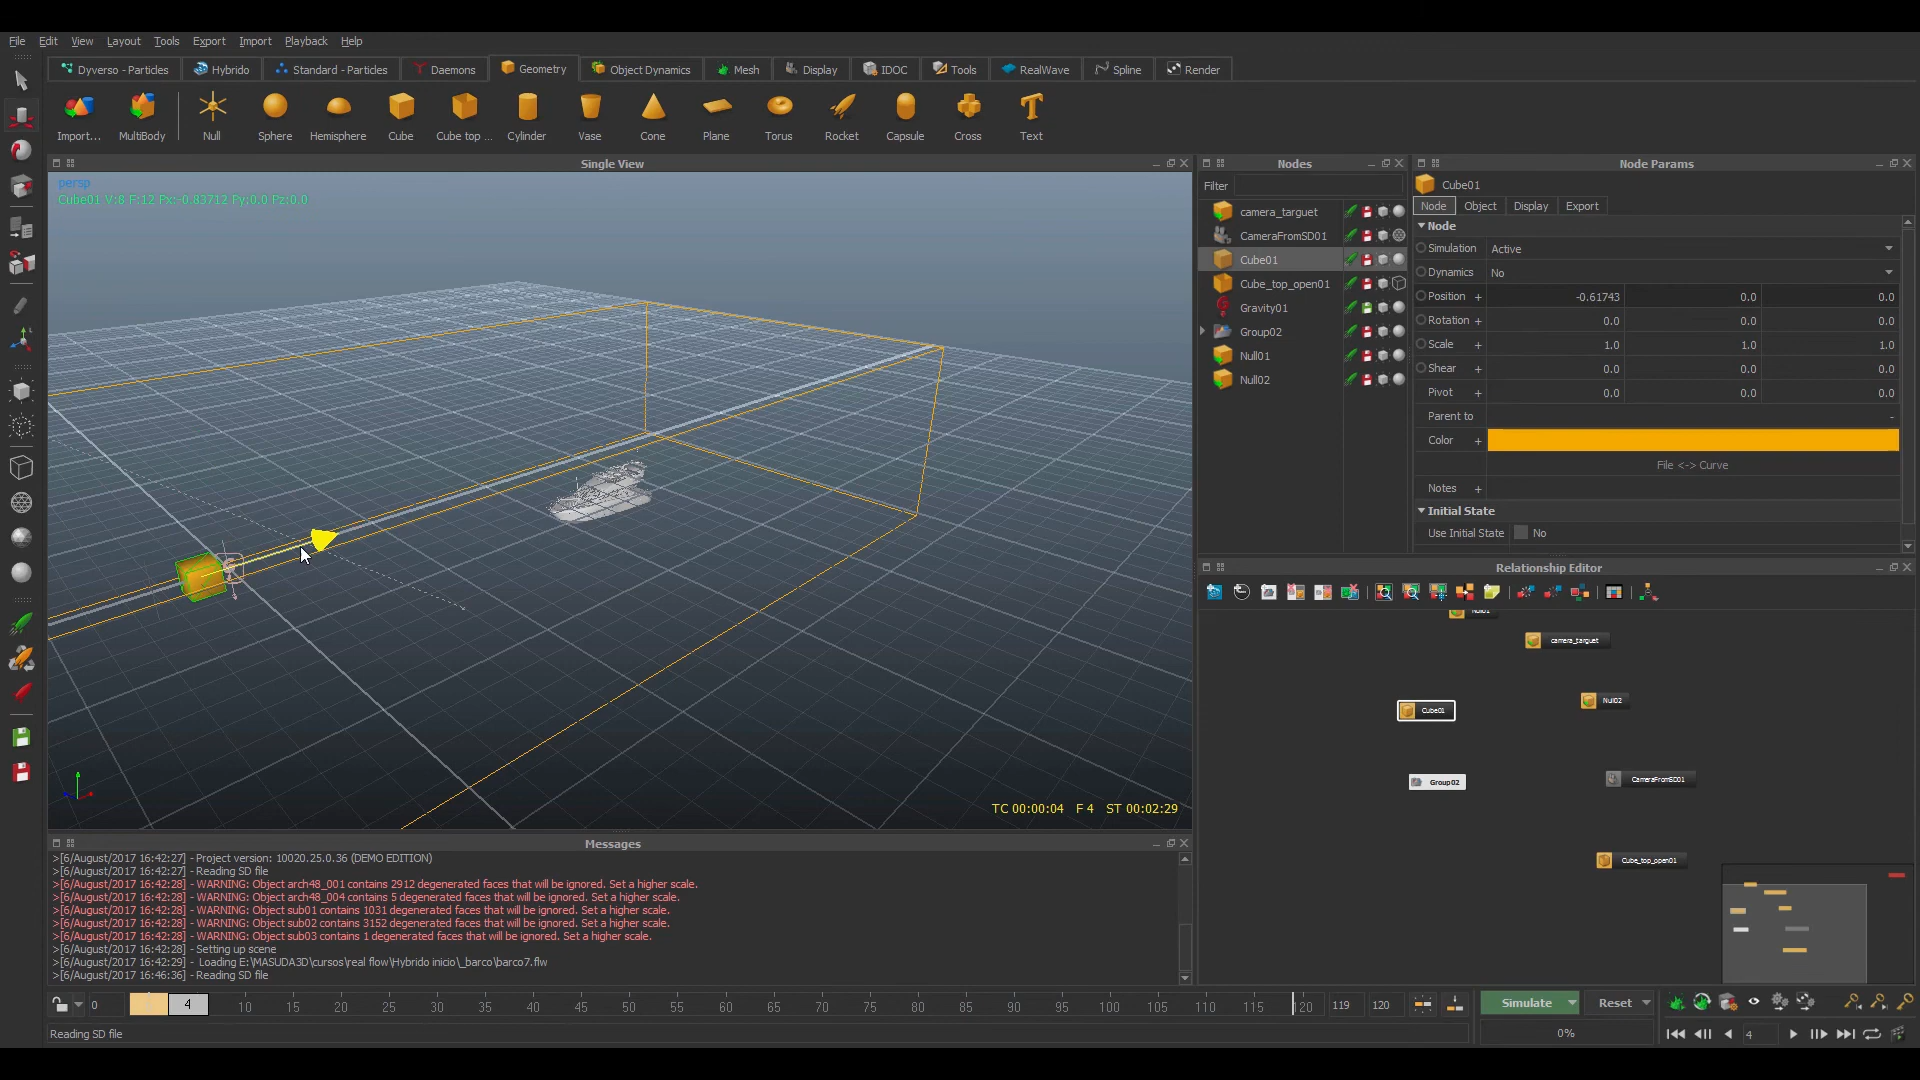 File Edit View Layout Tools Export Import Playback Help
Dyverso - Particles Hybrido Standard - Particles Daemons Geometry Object Dynamics Mesh Display IDOC Tools RealWave Spline Render
Import... MultiBody Null Sphere Hemisphere Cube Cube top ... Cylinder Vase Cone Plane Torus Rocket Capsule Cross Text
Single View
persp
Cube01 V:8 F:12 Px:-0.83712 Py:0.0 Pz:0.0
TC 00:00:04 F 4 ST 00:02:29
Nodes
Filter
camera_targuet
CameraFromSD01
Cube01
Cube_top_open01
Gravity01
Group02
Null01
Null02
Node Params
Cube01
Node Object Display Export
Node
Simulation Active
Dynamics No
Position + -0.61743 0.0 0.0
Rotation + 0.0 0.0 0.0
Scale + 1.0 1.0 1.0
Shear + 0.0 0.0 0.0
Pivot 0.0 0.0 0.0
Parent to -
Color +
File <-> Curve
Notes +
Initial State
Use Initial State No
Relationship Editor
Null01
camera_targuet
Null02
Cube01
Group02
CameraFromSD01
Cube_top_open01
Messages
>[6/August/2017 16:42:27] - Project version: 10020.25.0.36 (DEMO EDITION)
>[6/August/2017 16:42:27] - Reading SD file
>[6/August/2017 16:42:28] - WARNING: Object arch48_001 contains 2912 degenerated faces that will be ignored. Set a higher scale.
>[6/August/2017 16:42:28] - WARNING: Object arch48_004 contains 5 degenerated faces that will be ignored. Set a higher scale.
>[6/August/2017 16:42:28] - WARNING: Object sub01 contains 1031 degenerated faces that will be ignored. Set a higher scale.
>[6/August/2017 16:42:28] - WARNING: Object sub02 contains 3152 degenerated faces that will be ignored. Set a higher scale.
>[6/August/2017 16:42:28] - WARNING: Object sub03 contains 1 degenerated faces that will be ignored. Set a higher scale.
>[6/August/2017 16:42:28] - Setting up scene
>[6/August/2017 16:42:29] - Loading E:\MASUDA3D\cursos\real flow\Hybrido inicio\_barco\barco7.flw
>[6/August/2017 16:46:36] - Reading SD file
0 4 10 15 20 25 30 35 40 45 50 55 60 65 70 75 80 85 90 95 100 105 110 115 120 119 120
Simulate Reset
Reading SD file
0%
4